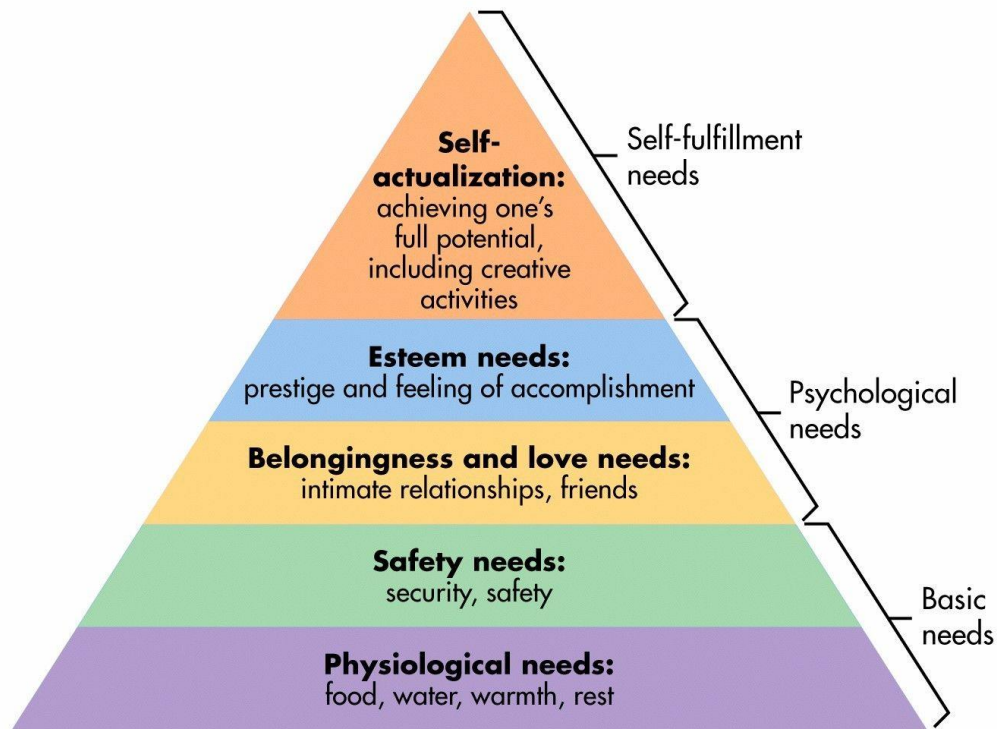 Self-
actualization:
achieving one's
full potential,
including creative
activities
Self-fulfillment
needs
Esteem needs:
prestige and feeling of accomplishment
Psychological
needs
Belongingness and love needs:
intimate relationships, friends
Safety needs:
security, safety
Basic
needs
Physiological needs:
food, water, warmth, rest